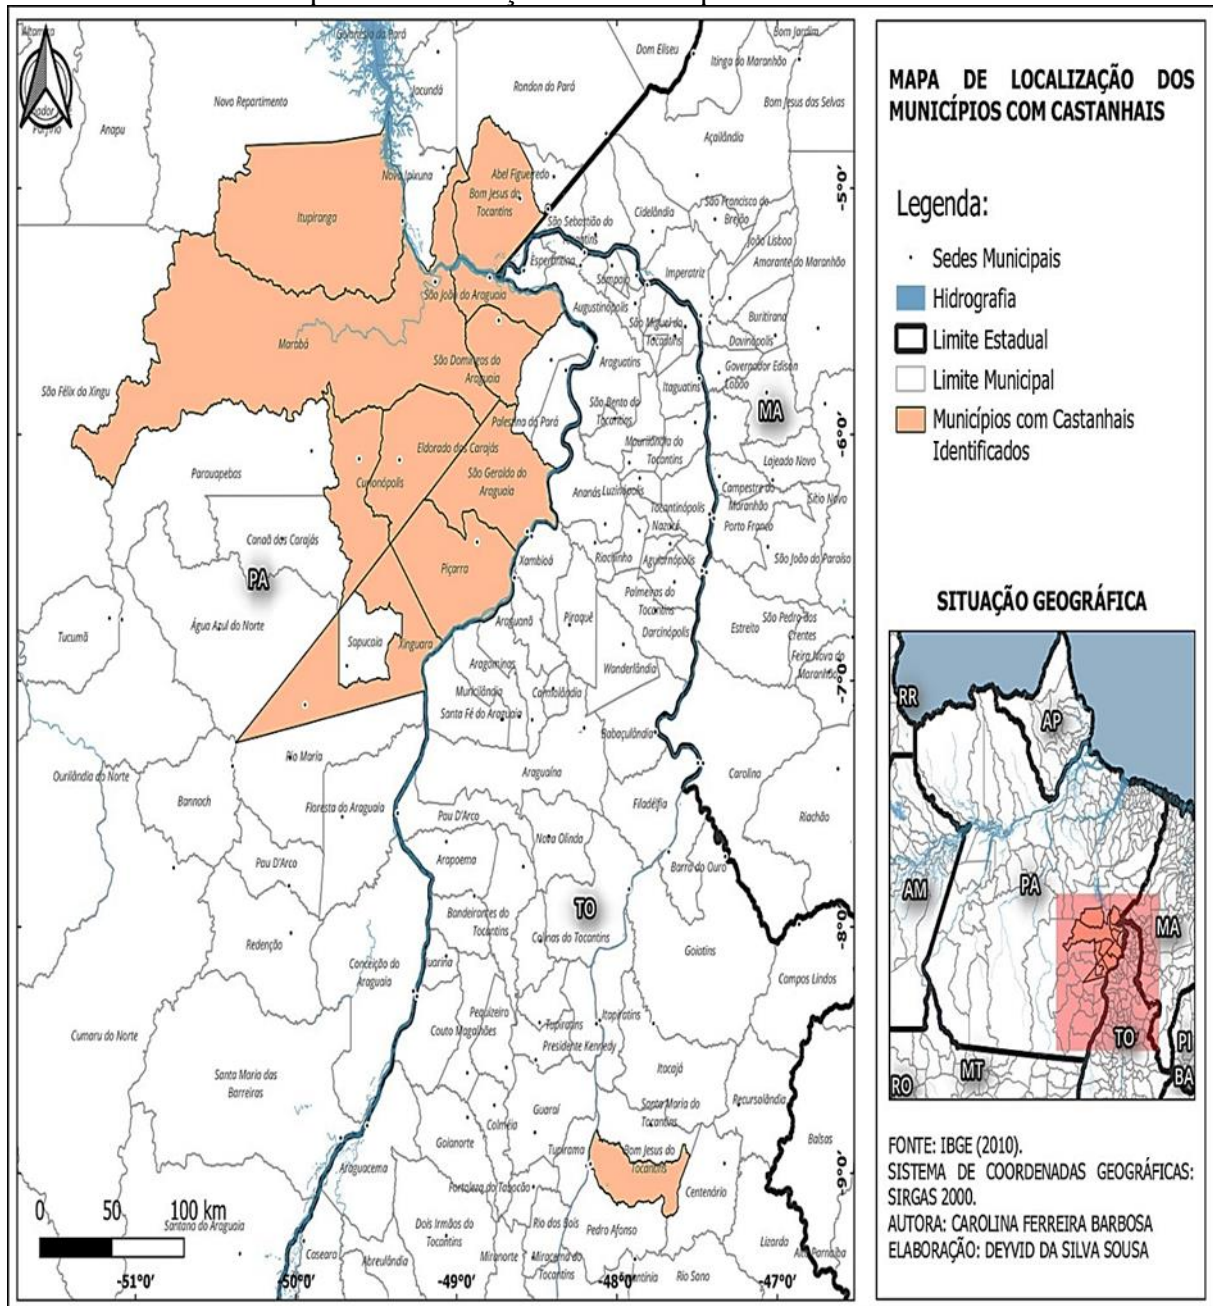 MAPA DE LOCALIZAÇÃO DOS
MUNICÍPIOS COM CASTANHAIS
Legenda:
Sedes Municipais
Hidrografia
Limite Estadual
Limite Municipal
Municípios com Castanhais
Identificados
SITUAÇÃO GEOGRÁFICA
RR
AP
AM
PA
MA
TO
PI
MT
RO
BA
FONTE: IBGE (2010).
SISTEMA DE COORDENADAS GEOGRÁFICAS:
SIRGAS 2000.
AUTORA: CAROLINA FERREIRA BARBOSA
ELABORAÇÃO: DEYVID DA SILVA SOUSA
Goianésia do Pará
Dom Eliseu
Bom Jardim
Itinga do Maranhão
Jacundá
Rondon do Pará
Novo Repartimento
Bom Jesus das Selvas
Anapu
Açailândia
Nova Ipixuna
Abel Figueiredo
Bom Jesus do
Tocantins
Itupiranga
São Sebastião do
Tocantins
Cidelândia
São Francisco do
Brejão
João Lisboa
Amarante do Maranhão
Esperantina
Sampaio
Imperatriz
São João do Araguaia
Augustinópolis
Buritirana
São Miguel do
Tocantins
Davinópolis
Marabá
São Domingos do
Araguaia
Araguatins
Governador Edison
Lobão
Itaguatins
São Félix do Xingu
São Bento do
Tocantins
MA
Palestina do Pará
Maurilândia do
Tocantins
Eldorado dos Carajás
Lajeado Novo
Parauapebas
Curionópolis
São Geraldo do
Araguaia
Ananás
Luzinópolis
Campestre do
Maranhão
Sítio Novo
Tocantinópolis
Nazaré
Porto Franco
Canaã dos Carajás
Piçarra
Xambioá
Riachinho
Aguiarnópolis
São João do Paraíso
PA
Palmeiras do
Tocantins
Água Azul do Norte
Araguanã
Piraquê
Darcinópolis
Estreito
São Pedro dos
Crentes
Tucumã
Sapucaia
Xinguara
Feira Nova do
Maranhão
Aragominas
Wanderlândia
Muricilândia
Carmolândia
Santa Fé do Araguaia
Babaçulândia
Rio Maria
Ourilândia do Norte
Araguaína
Carolina
Bannach
Floresta do Araguaia
Filadélfia
Pau D'Arco
Riachão
Nova Olinda
Pau D'Arco
Arapoema
Barra do Ouro
TO
Bandeirantes do
Tocantins
Colinas do Tocantins
Redenção
Goiatins
Conceição do
Araguaia
Juarina
Campos Lindos
Pequizeiro
Itapiratins
Cumaru do Norte
Couto Magalhães
Tupiratins
Presidente Kennedy
Santa Maria das
Barreiras
Itacajá
Recursolândia
Guaraí
Santa Maria do
Tocantins
Colméia
Goianorte
Balsas
Tupirama
Bom Jesus do
Tocantins
Araguacema
Fortaleza do Tabocão
Centenário
Santana do Araguaia
Dois Irmãos do
Tocantins
Rio dos Bois
Pedro Afonso
Lizarda
Caseara
Abreulândia
Miranorte
Miracema do
Tocantins
Rio Sono
Alto Parnaíba
0 50 100 km
-51°0' -50°0' -49°0' -48°0' -47°0'
-5°0'
-6°0'
-7°0'
-8°0'
-9°0'